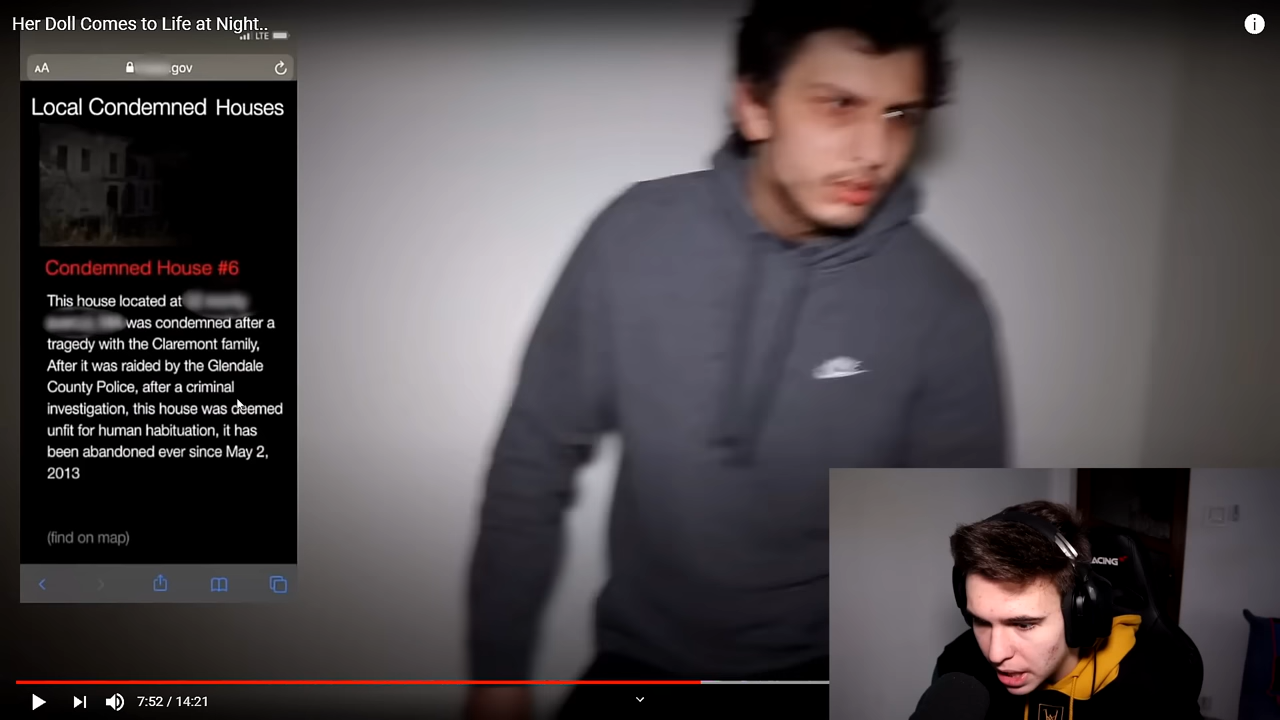 Her Doll Comes to Life at Night..
LTE
AA .gov
Local Condemned Houses
Condemned House #6
This house located at
was condemned after a
tragedy with the Claremont family,
After it was raided by the Glendale
County Police, after a criminal
investigation, this house was deemed
unfit for human habituation, it has
been abandoned ever since May 2,
2013
(find on map)
ACING
7:52 / 14:21